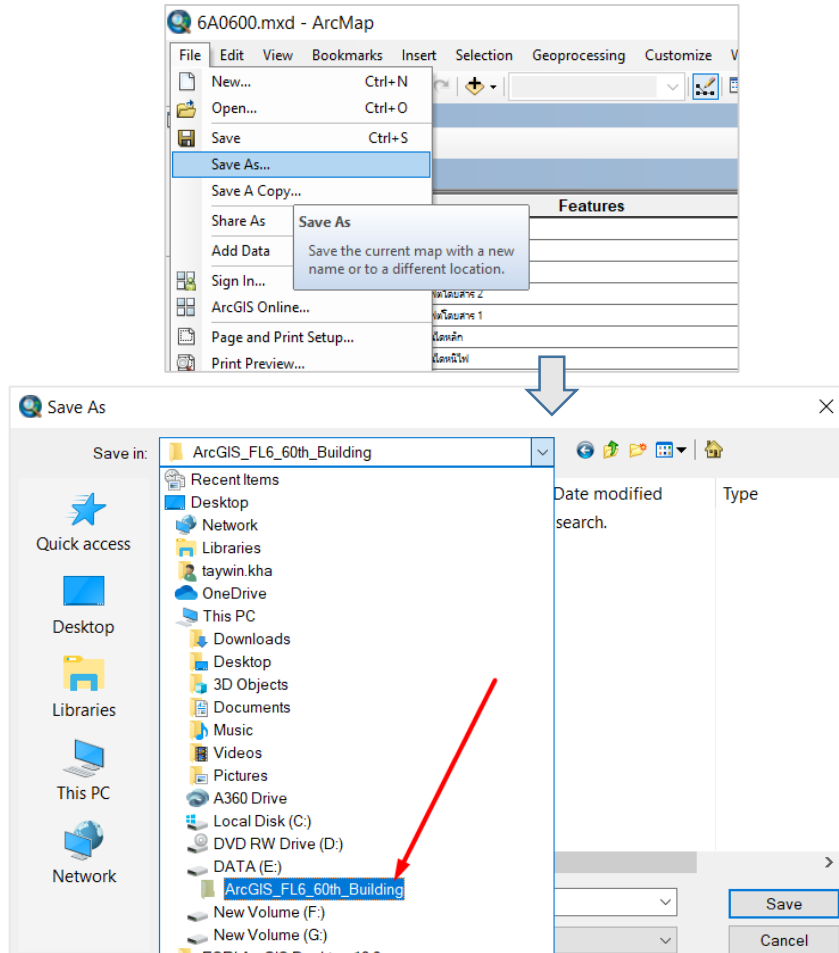 6A0600.mxd - ArcMap
File Edit View Bookmarks Insert Selection Geoprocessing Customize
New... Ctrl+N
Open... Ctrl+O
Save Ctrl+S
Save As...
Save A Copy...
Share As
Add Data
Sign In...
ArcGIS Online...
Page and Print Setup...
Print Preview...
Save As
Save the current map with a new
name or to a different location.
Features
Save As
Save in: ArcGIS_FL6_60th_Building
Recent Items
Desktop
Network
Libraries
taywin.kha
OneDrive
This PC
Downloads
Desktop
3D Objects
Documents
Music
Videos
Pictures
A360 Drive
Local Disk (C:)
DVD RW Drive (D:)
DATA (E:)
ArcGIS_FL6_60th_Building
New Volume (F:)
New Volume (G:)
Quick access
Desktop
Libraries
This PC
Network
Date modified Type
search.
Save
Cancel